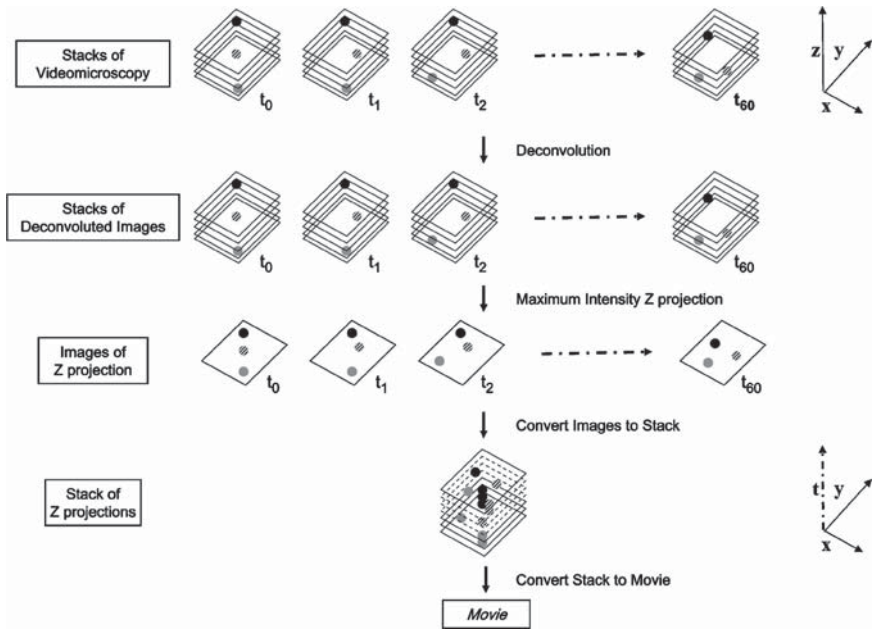 Stacks of
Videomicroscopy
t0
t1
t2
t60
z
y
x
Deconvolution
Stacks of
Deconvoluted Images
t0
t1
t2
t60
Maximum Intensity Z projection
Images of
Z projection
t0
t1
t2
t60
Convert Images to Stack
Stack of
Z projections
t
y
x
Convert Stack to Movie
Movie